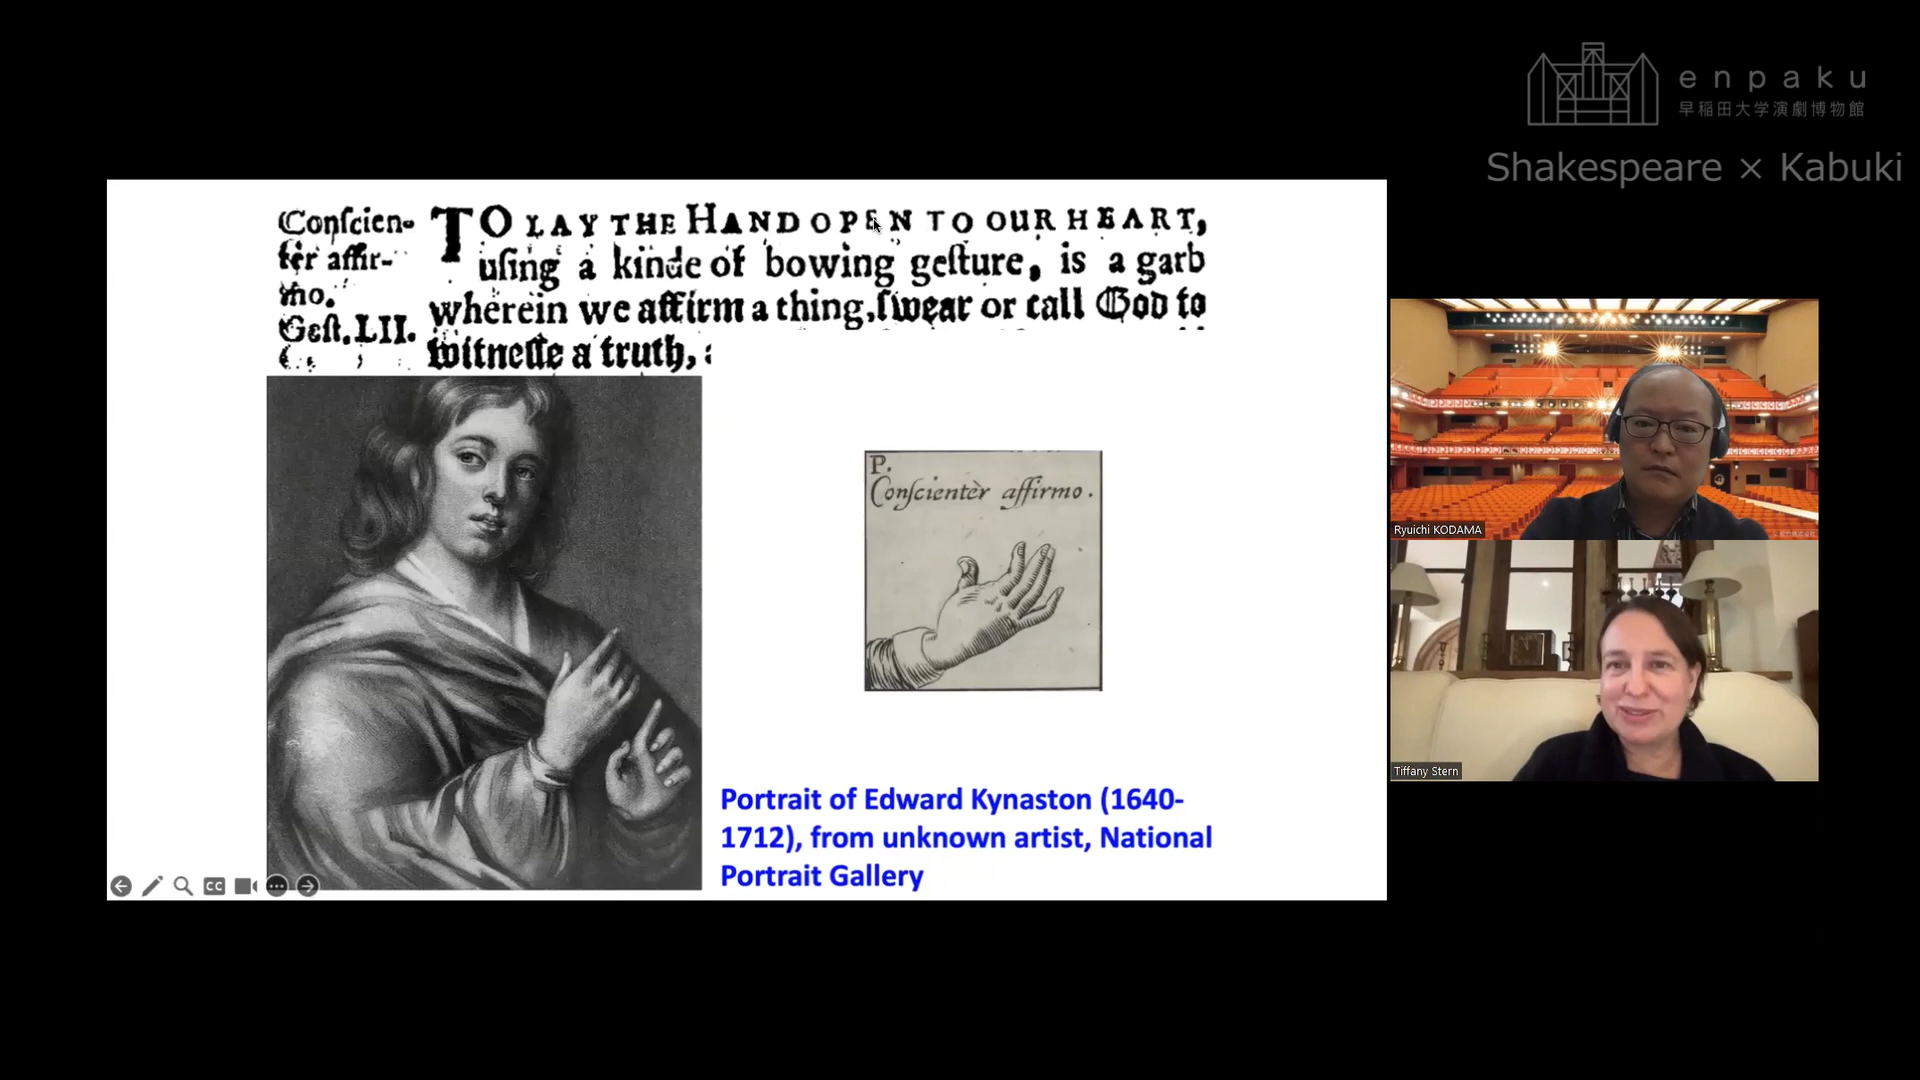 enpaku
早稲田大学演劇博物館
Shakespeare × Kabuki
Conſcien-
ter affir-
mo.
Geſt. LII.
TO LAY THE HAND OPEN TO OUR HEART,
uſing a kinde of bowing geſture, is a garb
wherein we affirm a thing, ſwear or call God to
witneſſe a truth, :
P.
Conſcientèr affirmo.
Portrait of Edward Kynaston (1640-
1712), from unknown artist, National
Portrait Gallery
CC
Ryuichi KODAMA
Tiffany Stern